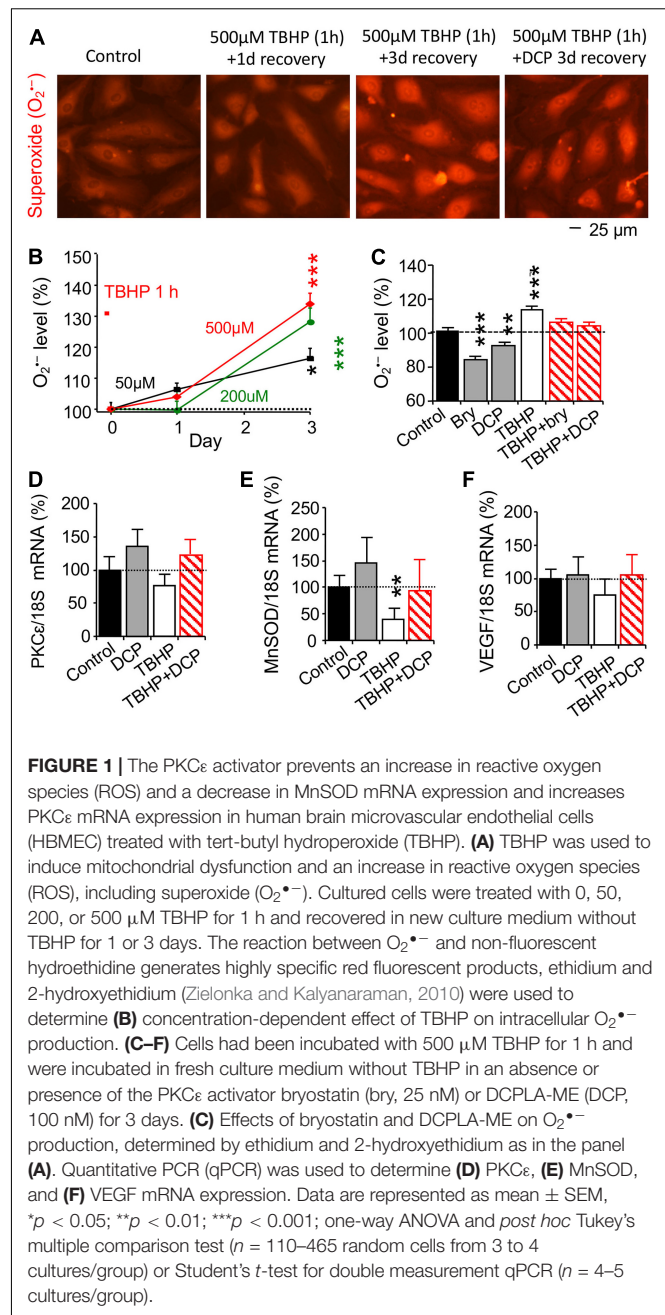 A
Control
500µM TBHP (1h)
+1d recovery
500µM TBHP (1h)
+3d recovery
500µM TBHP (1h)
+DCP 3d recovery
Superoxide (O₂•−)
25 µm
B
O₂•− level (%)
150
140
130
120
110
100
TBHP 1 h
500µM
50µM
200uM
***
*
***
0
1
2
3
Day
C
O₂•− level (%)
120
100
80
60
***
**
***
Control
Bry
DCP
TBHP
TBHP+bry
TBHP+DCP
D
PKCε/18S mRNA (%)
200
150
100
50
0
Control
DCP
TBHP
TBHP+DCP
E
MnSOD/18S mRNA (%)
250
200
150
100
50
0
**
Control
DCP
TBHP
TBHP+DCP
F
VEGF/18S mRNA (%)
200
150
100
50
0
Control
DCP
TBHP
TBHP+DCP
FIGURE 1 | The PKCε activator prevents an increase in reactive oxygen
species (ROS) and a decrease in MnSOD mRNA expression and increases
PKCε mRNA expression in human brain microvascular endothelial cells
(HBMEC) treated with tert-butyl hydroperoxide (TBHP). (A) TBHP was used to
induce mitochondrial dysfunction and an increase in reactive oxygen species
(ROS), including superoxide (O₂•−). Cultured cells were treated with 0, 50,
200, or 500 µM TBHP for 1 h and recovered in new culture medium without
TBHP for 1 or 3 days. The reaction between O₂•− and non-fluorescent
hydroethidine generates highly specific red fluorescent products, ethidium and
2-hydroxyethidium (Zielonka and Kalyanaraman, 2010) were used to
determine (B) concentration-dependent effect of TBHP on intracellular O₂•−
production. (C–F) Cells had been incubated with 500 µM TBHP for 1 h and
were incubated in fresh culture medium without TBHP in an absence or
presence of the PKCε activator bryostatin (bry, 25 nM) or DCPLA-ME (DCP,
100 nM) for 3 days. (C) Effects of bryostatin and DCPLA-ME on O₂•−
production, determined by ethidium and 2-hydroxyethidium as in the panel
(A). Quantitative PCR (qPCR) was used to determine (D) PKCε, (E) MnSOD,
and (F) VEGF mRNA expression. Data are represented as mean ± SEM,
*p < 0.05; **p < 0.01; ***p < 0.001; one-way ANOVA and post hoc Tukey's
multiple comparison test (n = 110–465 random cells from 3 to 4
cultures/group) or Student's t-test for double measurement qPCR (n = 4–5
cultures/group).